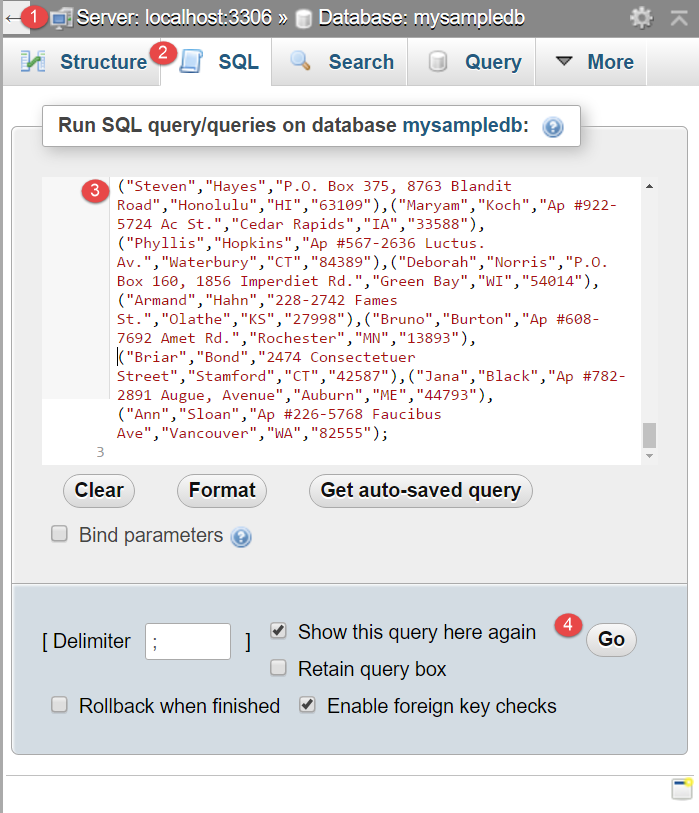 ← 1 Server: localhost:3306 » Database: mysampledb
Structure 2 SQL Search Query More
Run SQL query/queries on database mysampledb:
3 ("Steven","Hayes","P.O. Box 375, 8763 Blandit
Road","Honolulu","HI","63109"),("Maryam","Koch","Ap #922-
5724 Ac St.","Cedar Rapids","IA","33588"),
("Phyllis","Hopkins","Ap #567-2636 Luctus.
Av.","Waterbury","CT","84389"),("Deborah","Norris","P.O.
Box 160, 1856 Imperdiet Rd.","Green Bay","WI","54014"),
("Armand","Hahn","228-2742 Fames
St.","Olathe","KS","27998"),("Bruno","Burton","Ap #608-
7692 Amet Rd.","Rochester","MN","13893"),
("Briar","Bond","2474 Consectetuer
Street","Stamford","CT","42587"),("Jana","Black","Ap #782-
2891 Augue, Avenue","Auburn","ME","44793"),
("Ann","Sloan","Ap #226-5768 Faucibus
Ave","Vancouver","WA","82555");
3
Clear Format Get auto-saved query
Bind parameters
[ Delimiter ; ] Show this query here again 4 Go
Retain query box
Rollback when finished Enable foreign key checks